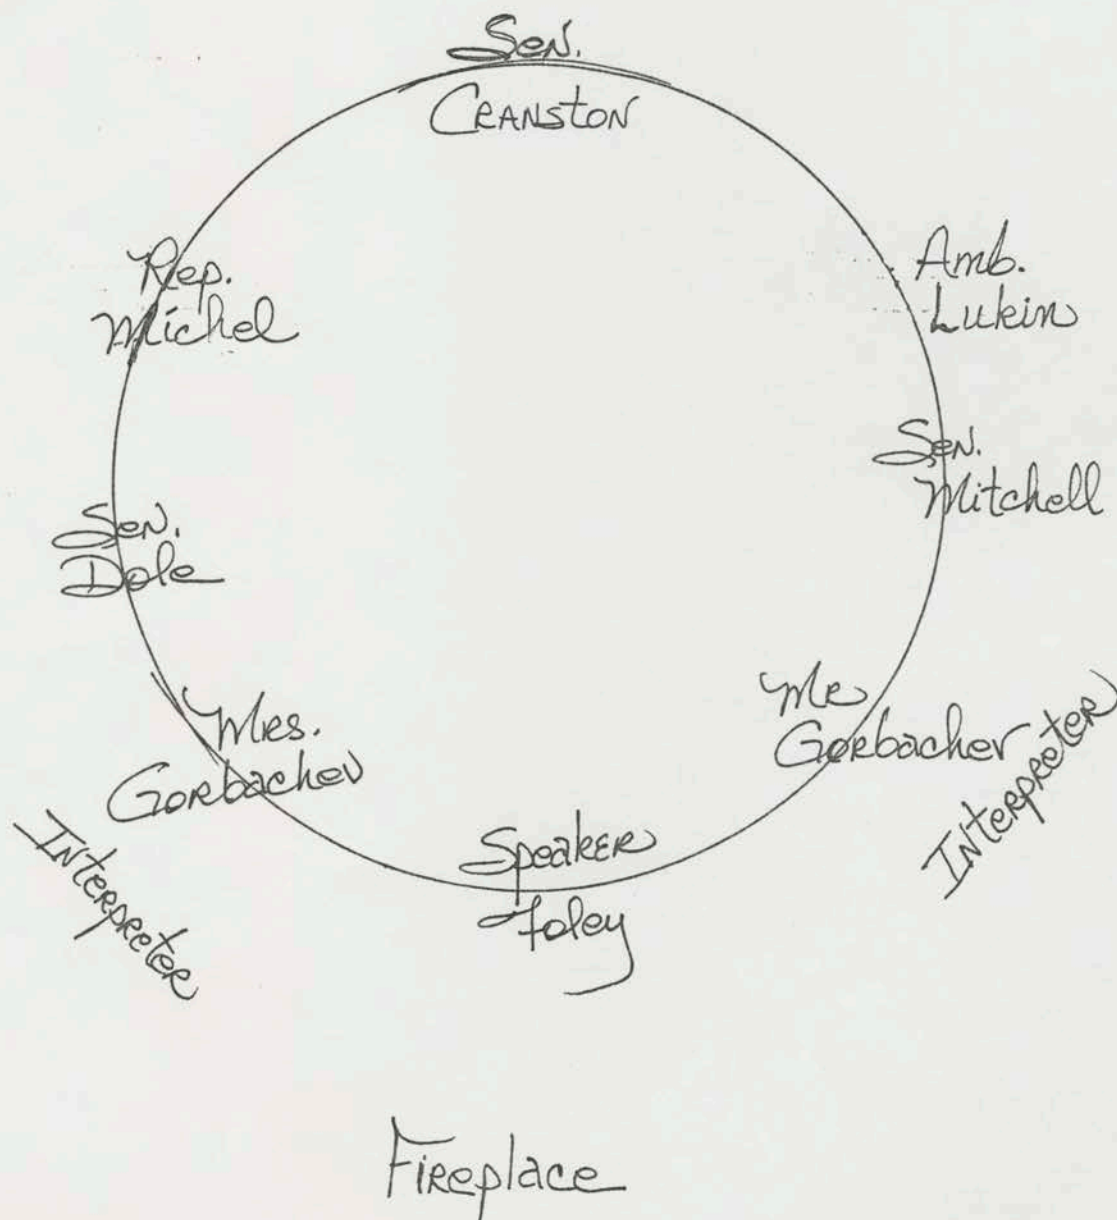 Sen.
Cranston
Rep.
Michel
Amb.
Lukin
Sen.
Mitchell
Sen.
Dole
Mr
Gorbachev
Interpreter
Mrs.
Gorbachev
Interpreter
Speaker
Foley
Fireplace